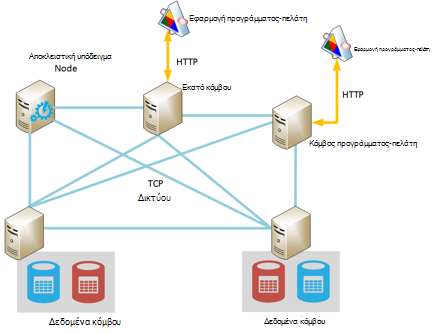 Εφαρμογή προγράμματος-πελάτη
Εφαρμογή προγράμματος-πελάτη
Αποκλειστική υπόδειγμα
Node
HTTP
Εκατό κόμβου
HTTP
Κόμβος προγράμματος-πελάτη
TCP
Δικτύου
Δεδομένα κόμβου
Δεδομένα κόμβου